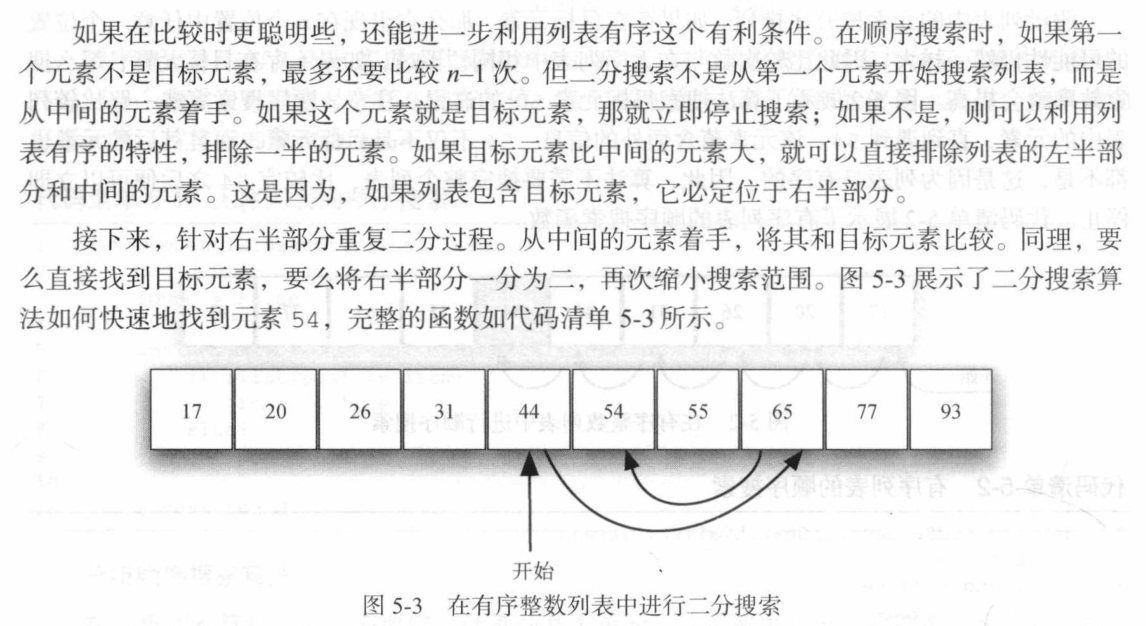 如果在比较时更聪明些，还能进一步利用列表有序这个有利条件。在顺序搜索时，如果第一
个元素不是目标元素，最多还要比较 n–1 次。但二分搜索不是从第一个元素开始搜索列表，而是
从中间的元素着手。如果这个元素就是目标元素，那就立即停止搜索；如果不是，则可以利用列
表有序的特性，排除一半的元素。如果目标元素比中间的元素大，就可以直接排除列表的左半部
分和中间的元素。这是因为，如果列表包含目标元素，它必定位于右半部分。
接下来，针对右半部分重复二分过程。从中间的元素着手，将其和目标元素比较。同理，要
么直接找到目标元素，要么将右半部分一分为二，再次缩小搜索范围。图 5-3 展示了二分搜索算
法如何快速地找到元素 54，完整的函数如代码清单 5-3 所示。
17 20 26 31 44 54 55 65 77 93
开始
图 5-3 在有序整数列表中进行二分搜索